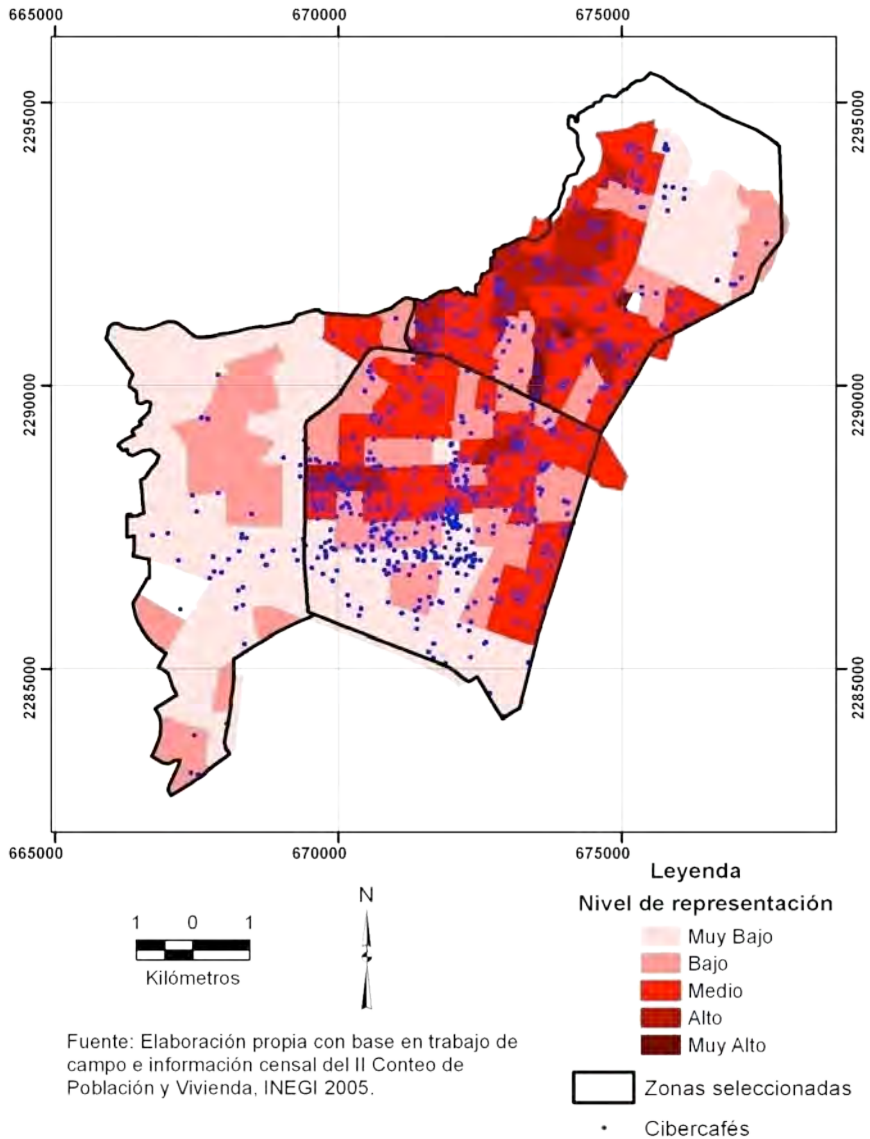 665000 670000 675000
2295000 2295000
2290000 2290000
2285000 2285000
665000 670000 675000
Leyenda
Nivel de representación
Muy Bajo
Bajo
Medio
Alto
Muy Alto
Zonas seleccionadas
Cibercafés
N
1 0 1
Kilómetros
Fuente: Elaboración propia con base en trabajo de
campo e información censal del II Conteo de
Población y Vivienda, INEGI 2005.